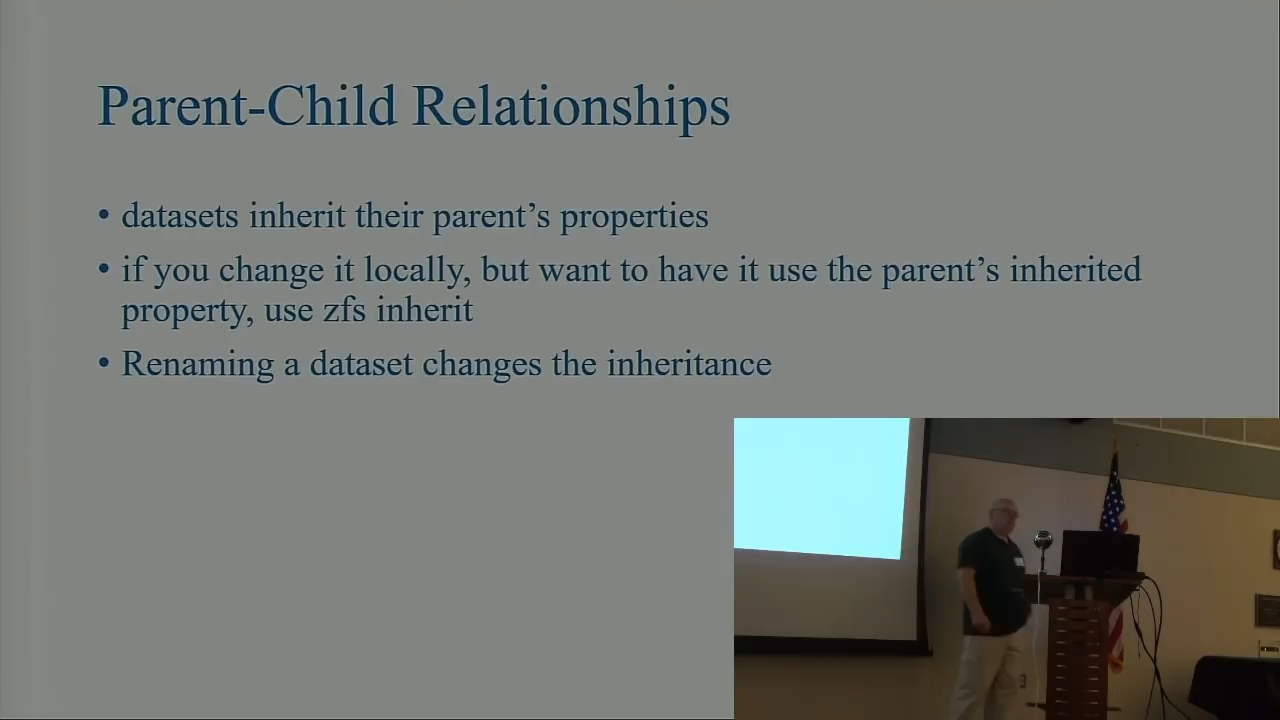 Parent-Child Relationships
• datasets inherit their parent’s properties
• if you change it locally, but want to have it use the parent’s inherited
property, use zfs inherit
• Renaming a dataset changes the inheritance